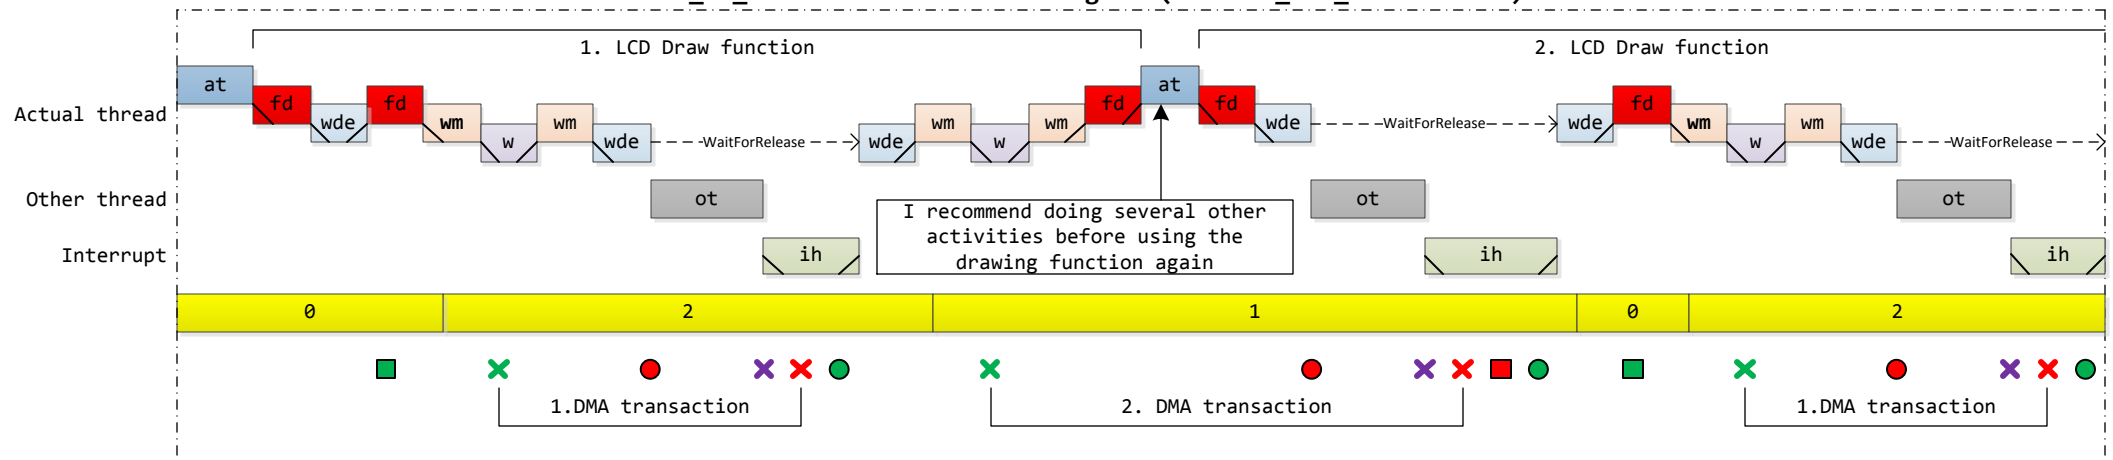 1. LCD Draw function
2. LCD Draw function
at
at
fd
fd
fd
fd
fd
Actual thread
wde
wm
wm
wm
wm
wde
wde
wm
wm
w
wde
WaitForRelease
wde
w
WaitForRelease
w
wde
WaitForRelease
Other thread
ot
ot
ot
I recommend doing several other
activities before using the
drawing function again
Interrupt
ih
ih
ih
0
2
1
0
2
1.DMA transaction
2. DMA transaction
1.DMA transaction